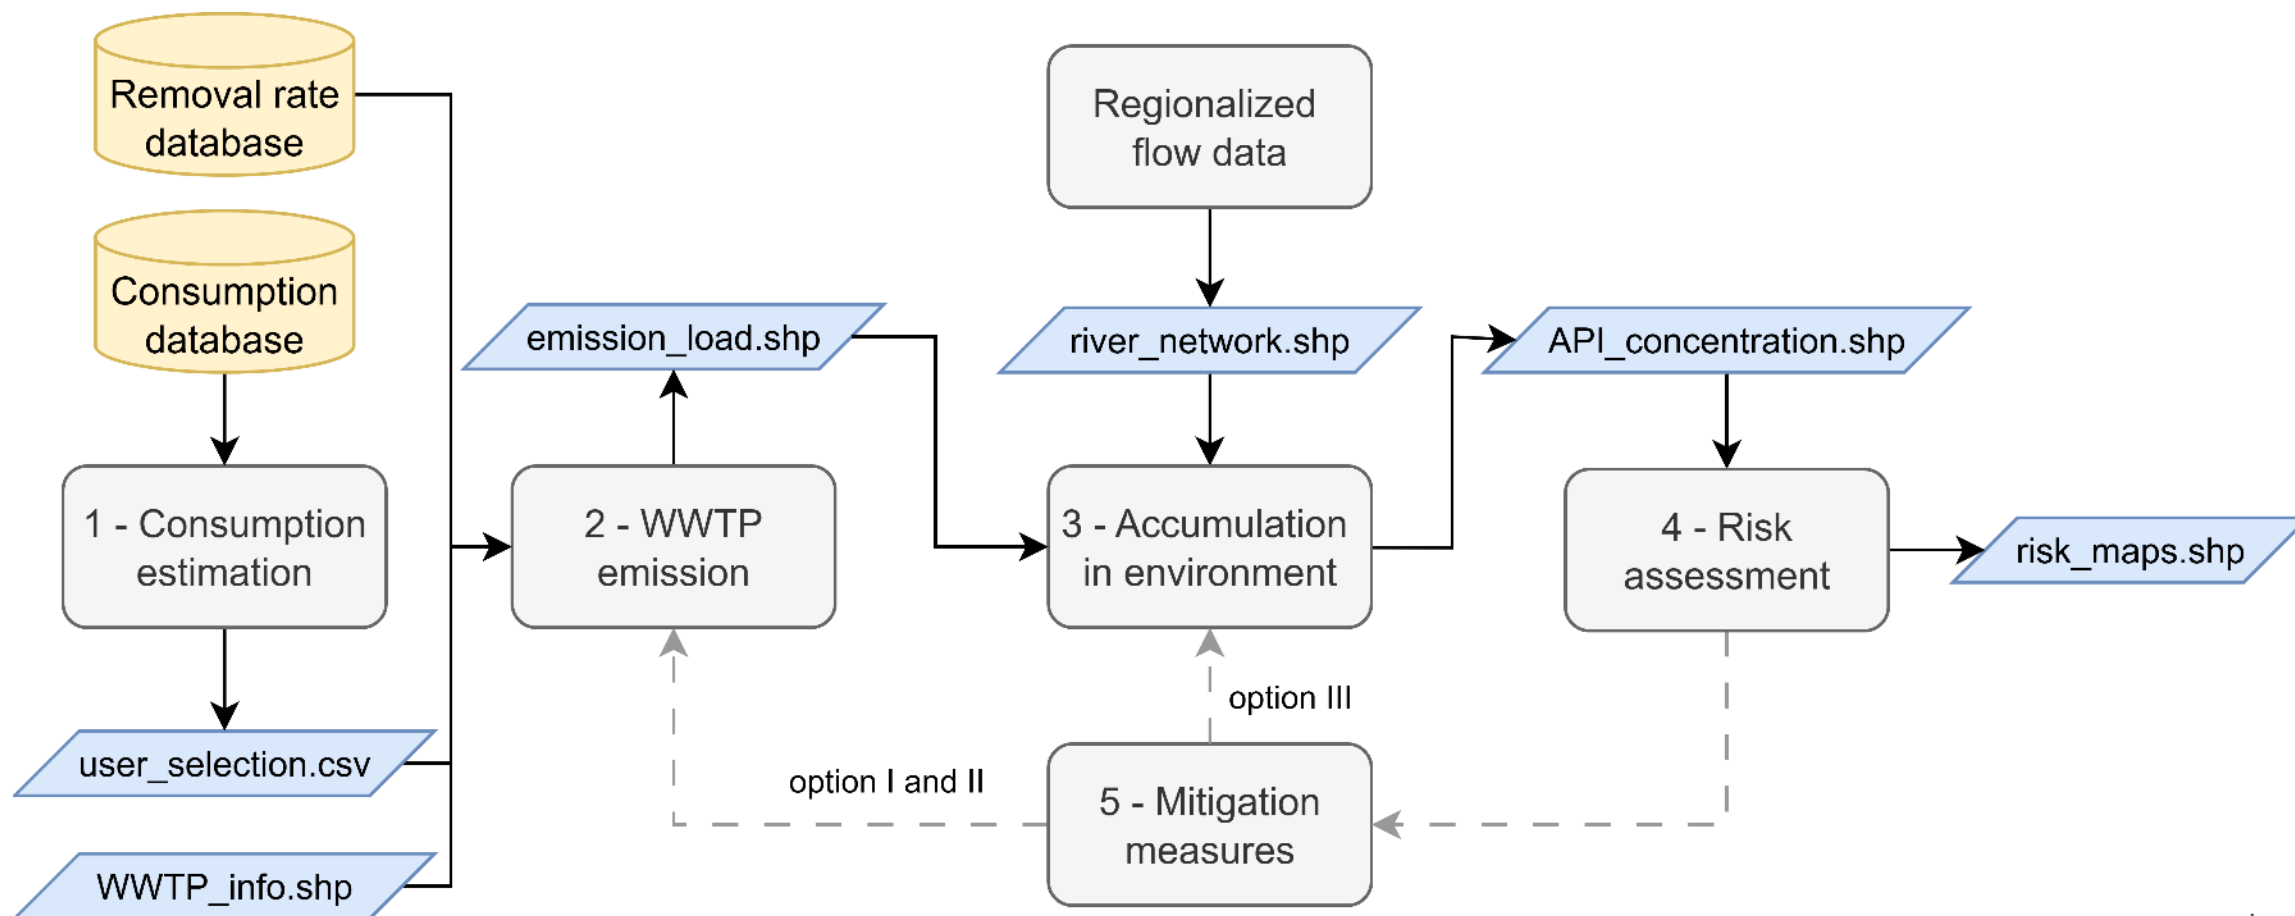 Removal rate
database
Consumption
database
1 - Consumption
estimation
user_selection.csv
WWTP_info.shp
emission_load.shp
2 - WWTP
emission
option I and II
Regionalized
flow data
river_network.shp
3 - Accumulation
in environment
option III
5 - Mitigation
measures
API_concentration.shp
4 - Risk
assessment
risk_maps.shp